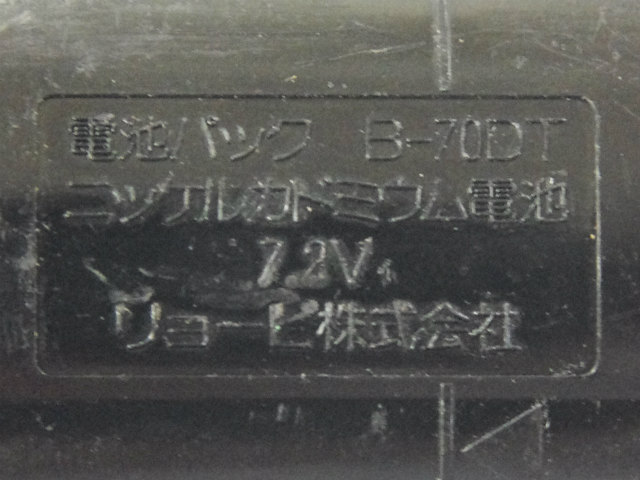 電池パック B-70DT
ニッケルカドミウム電池
7.2V
リョービ株式会社